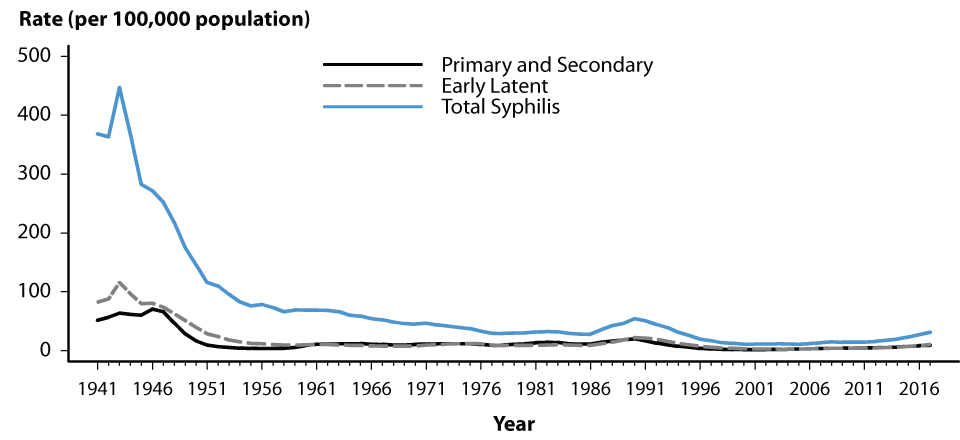 Rate (per 100,000 population)
500
400
300
200
100
0
Primary and Secondary
Early Latent
Total Syphilis
1941 1946 1951 1956 1961 1966 1971 1976 1981 1986 1991 1996 2001 2006 2011 2016
Year